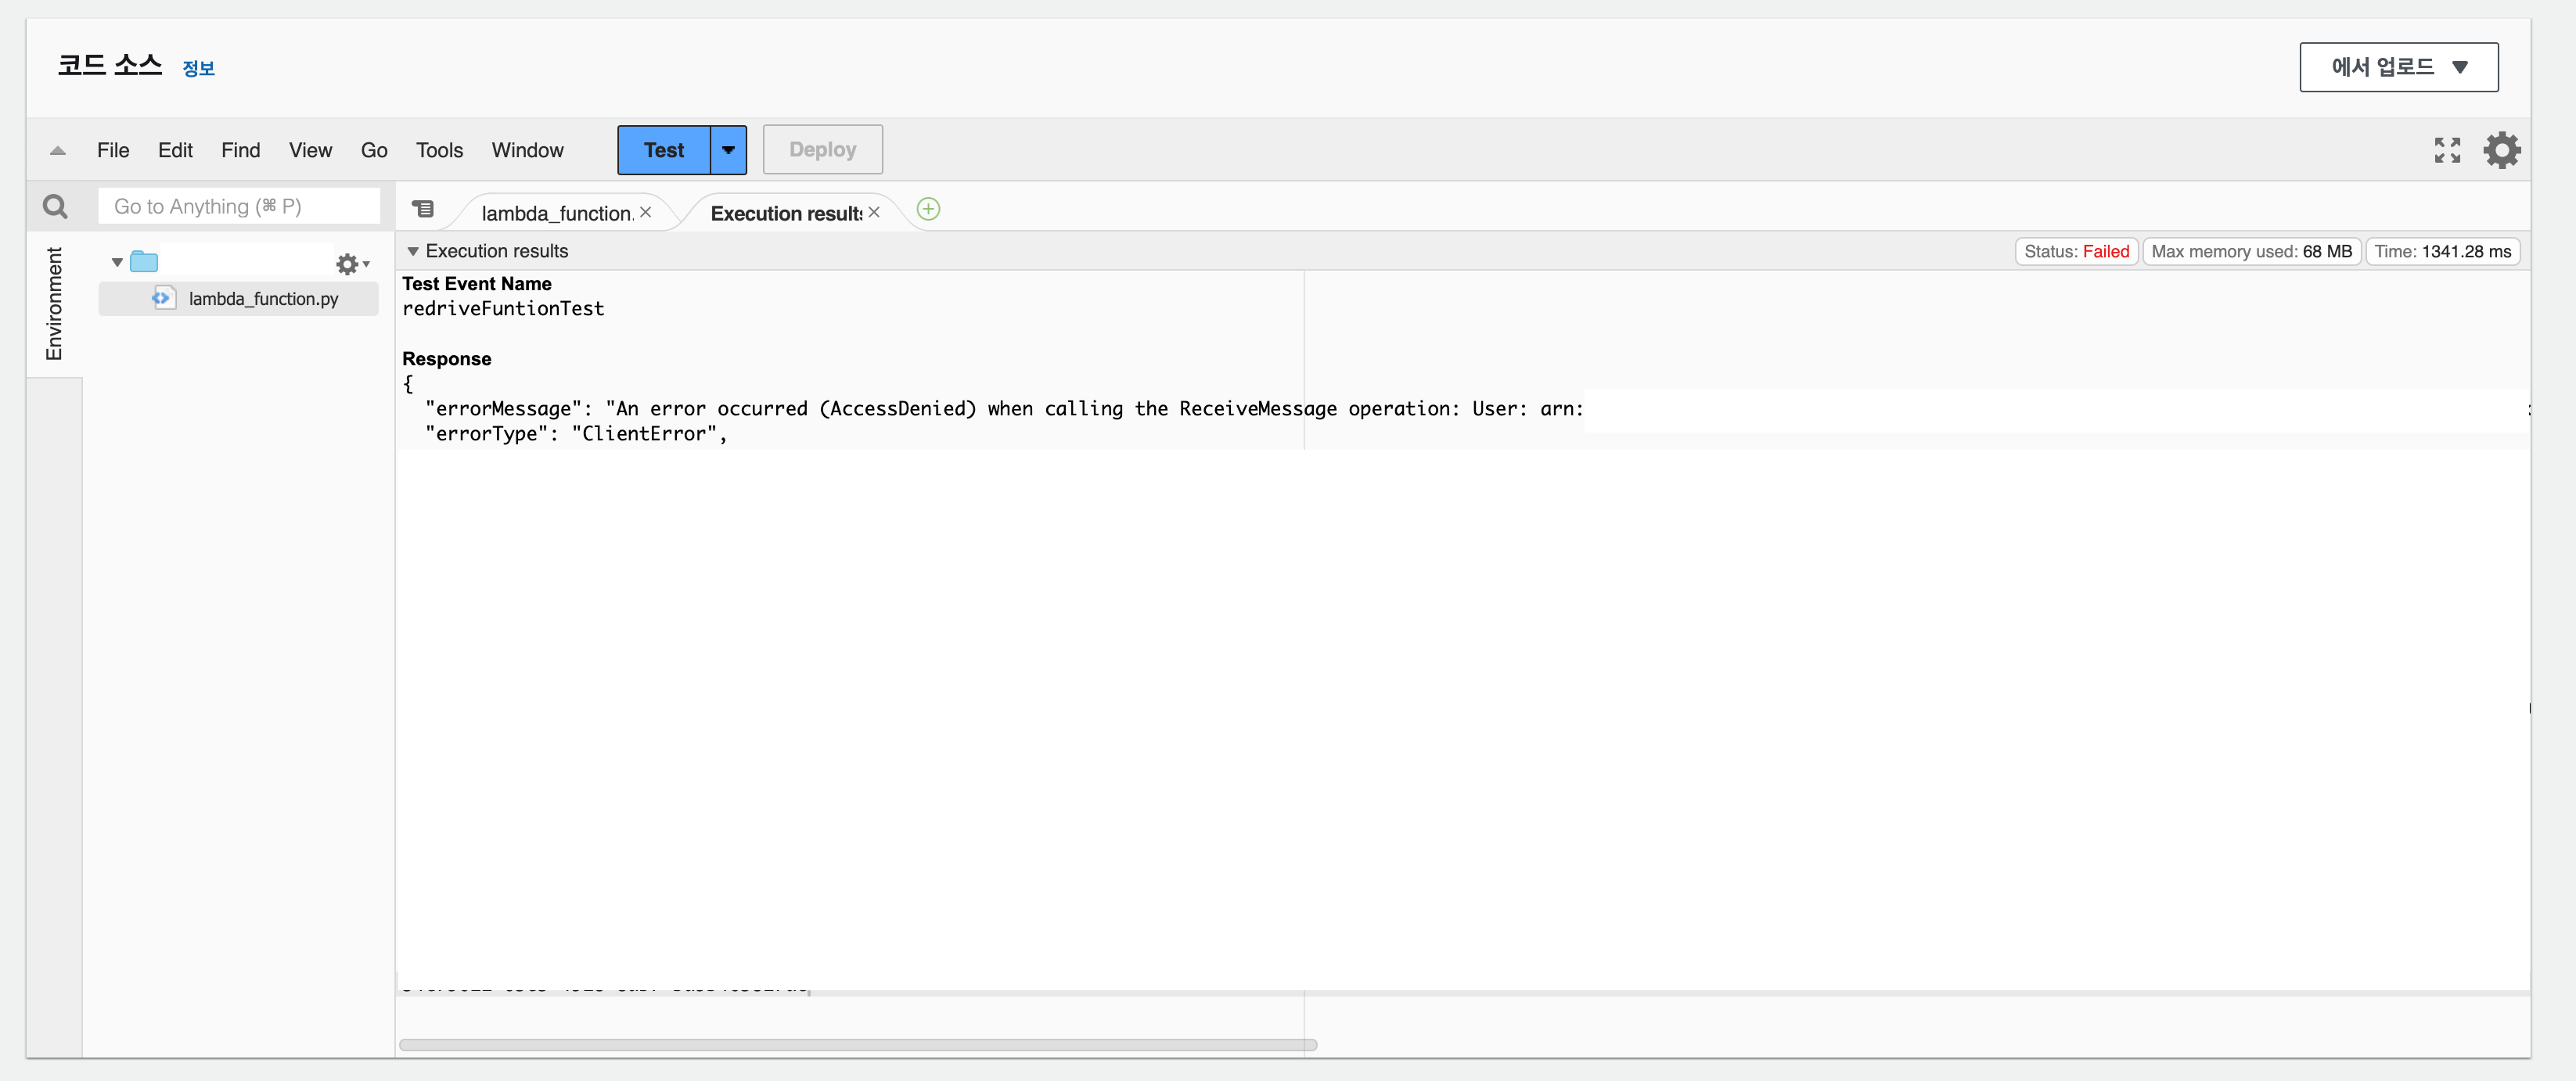 코드 소스 정보
에서 업로드
File Edit Find View Go Tools Window Test Deploy
Go to Anything (⌘ P)
lambda_function. Execution results
Environment
lambda_function.py
Execution results
Status: Failed Max memory used: 68 MB Time: 1341.28 ms
Test Event Name
redriveFuntionTest
Response
{
"errorMessage": "An error occurred (AccessDenied) when calling the ReceiveMessage operation: User: arn:
"errorType": "ClientError",